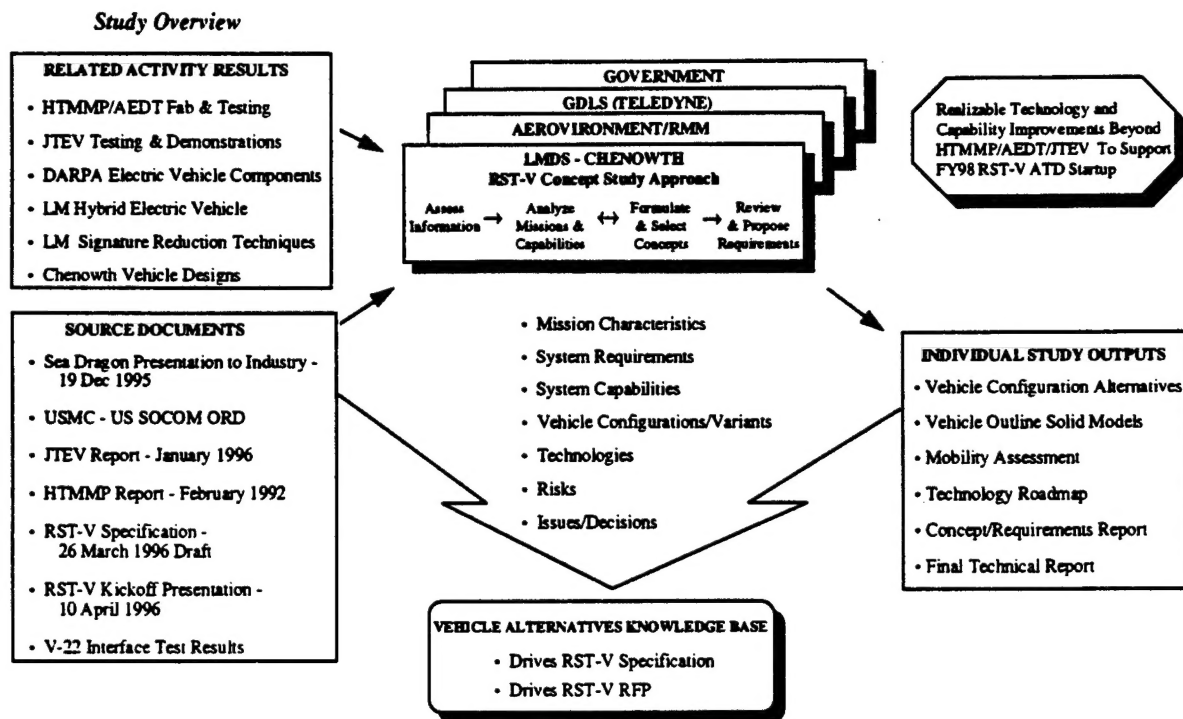 Study Overview
RELATED ACTIVITY RESULTS
• HTMMP/AEDT Fab & Testing
• JTEV Testing & Demonstrations
• DARPA Electric Vehicle Components
• LM Hybrid Electric Vehicle
• LM Signature Reduction Techniques
• Chenowth Vehicle Designs
SOURCE DOCUMENTS
• Sea Dragon Presentation to Industry -
19 Dec 1995
• USMC - US SOCOM ORD
• JTEV Report - January 1996
• HTMMP Report - February 1992
• RST-V Specification -
26 March 1996 Draft
• RST-V Kickoff Presentation -
10 April 1996
• V-22 Interface Test Results
GOVERNMENT
GDLS (TELEDYNE)
AEROVIRONMENT/RMM
LMDS - CHENOWTH
RST-V Concept Study Approach
Assess → Analyze ↔ Formulate → Review
Information Missions & & Select & Propose
Capabilities Concepts Requirements
• Mission Characteristics
• System Requirements
• System Capabilities
• Vehicle Configurations/Variants
• Technologies
• Risks
• Issues/Decisions
VEHICLE ALTERNATIVES KNOWLEDGE BASE
• Drives RST-V Specification
• Drives RST-V RFP
Realizable Technology and
Capability Improvements Beyond
HTMMP/AEDT/JTEV To Support
FY98 RST-V ATD Startup
INDIVIDUAL STUDY OUTPUTS
• Vehicle Configuration Alternatives
• Vehicle Outline Solid Models
• Mobility Assessment
• Technology Roadmap
• Concept/Requirements Report
• Final Technical Report